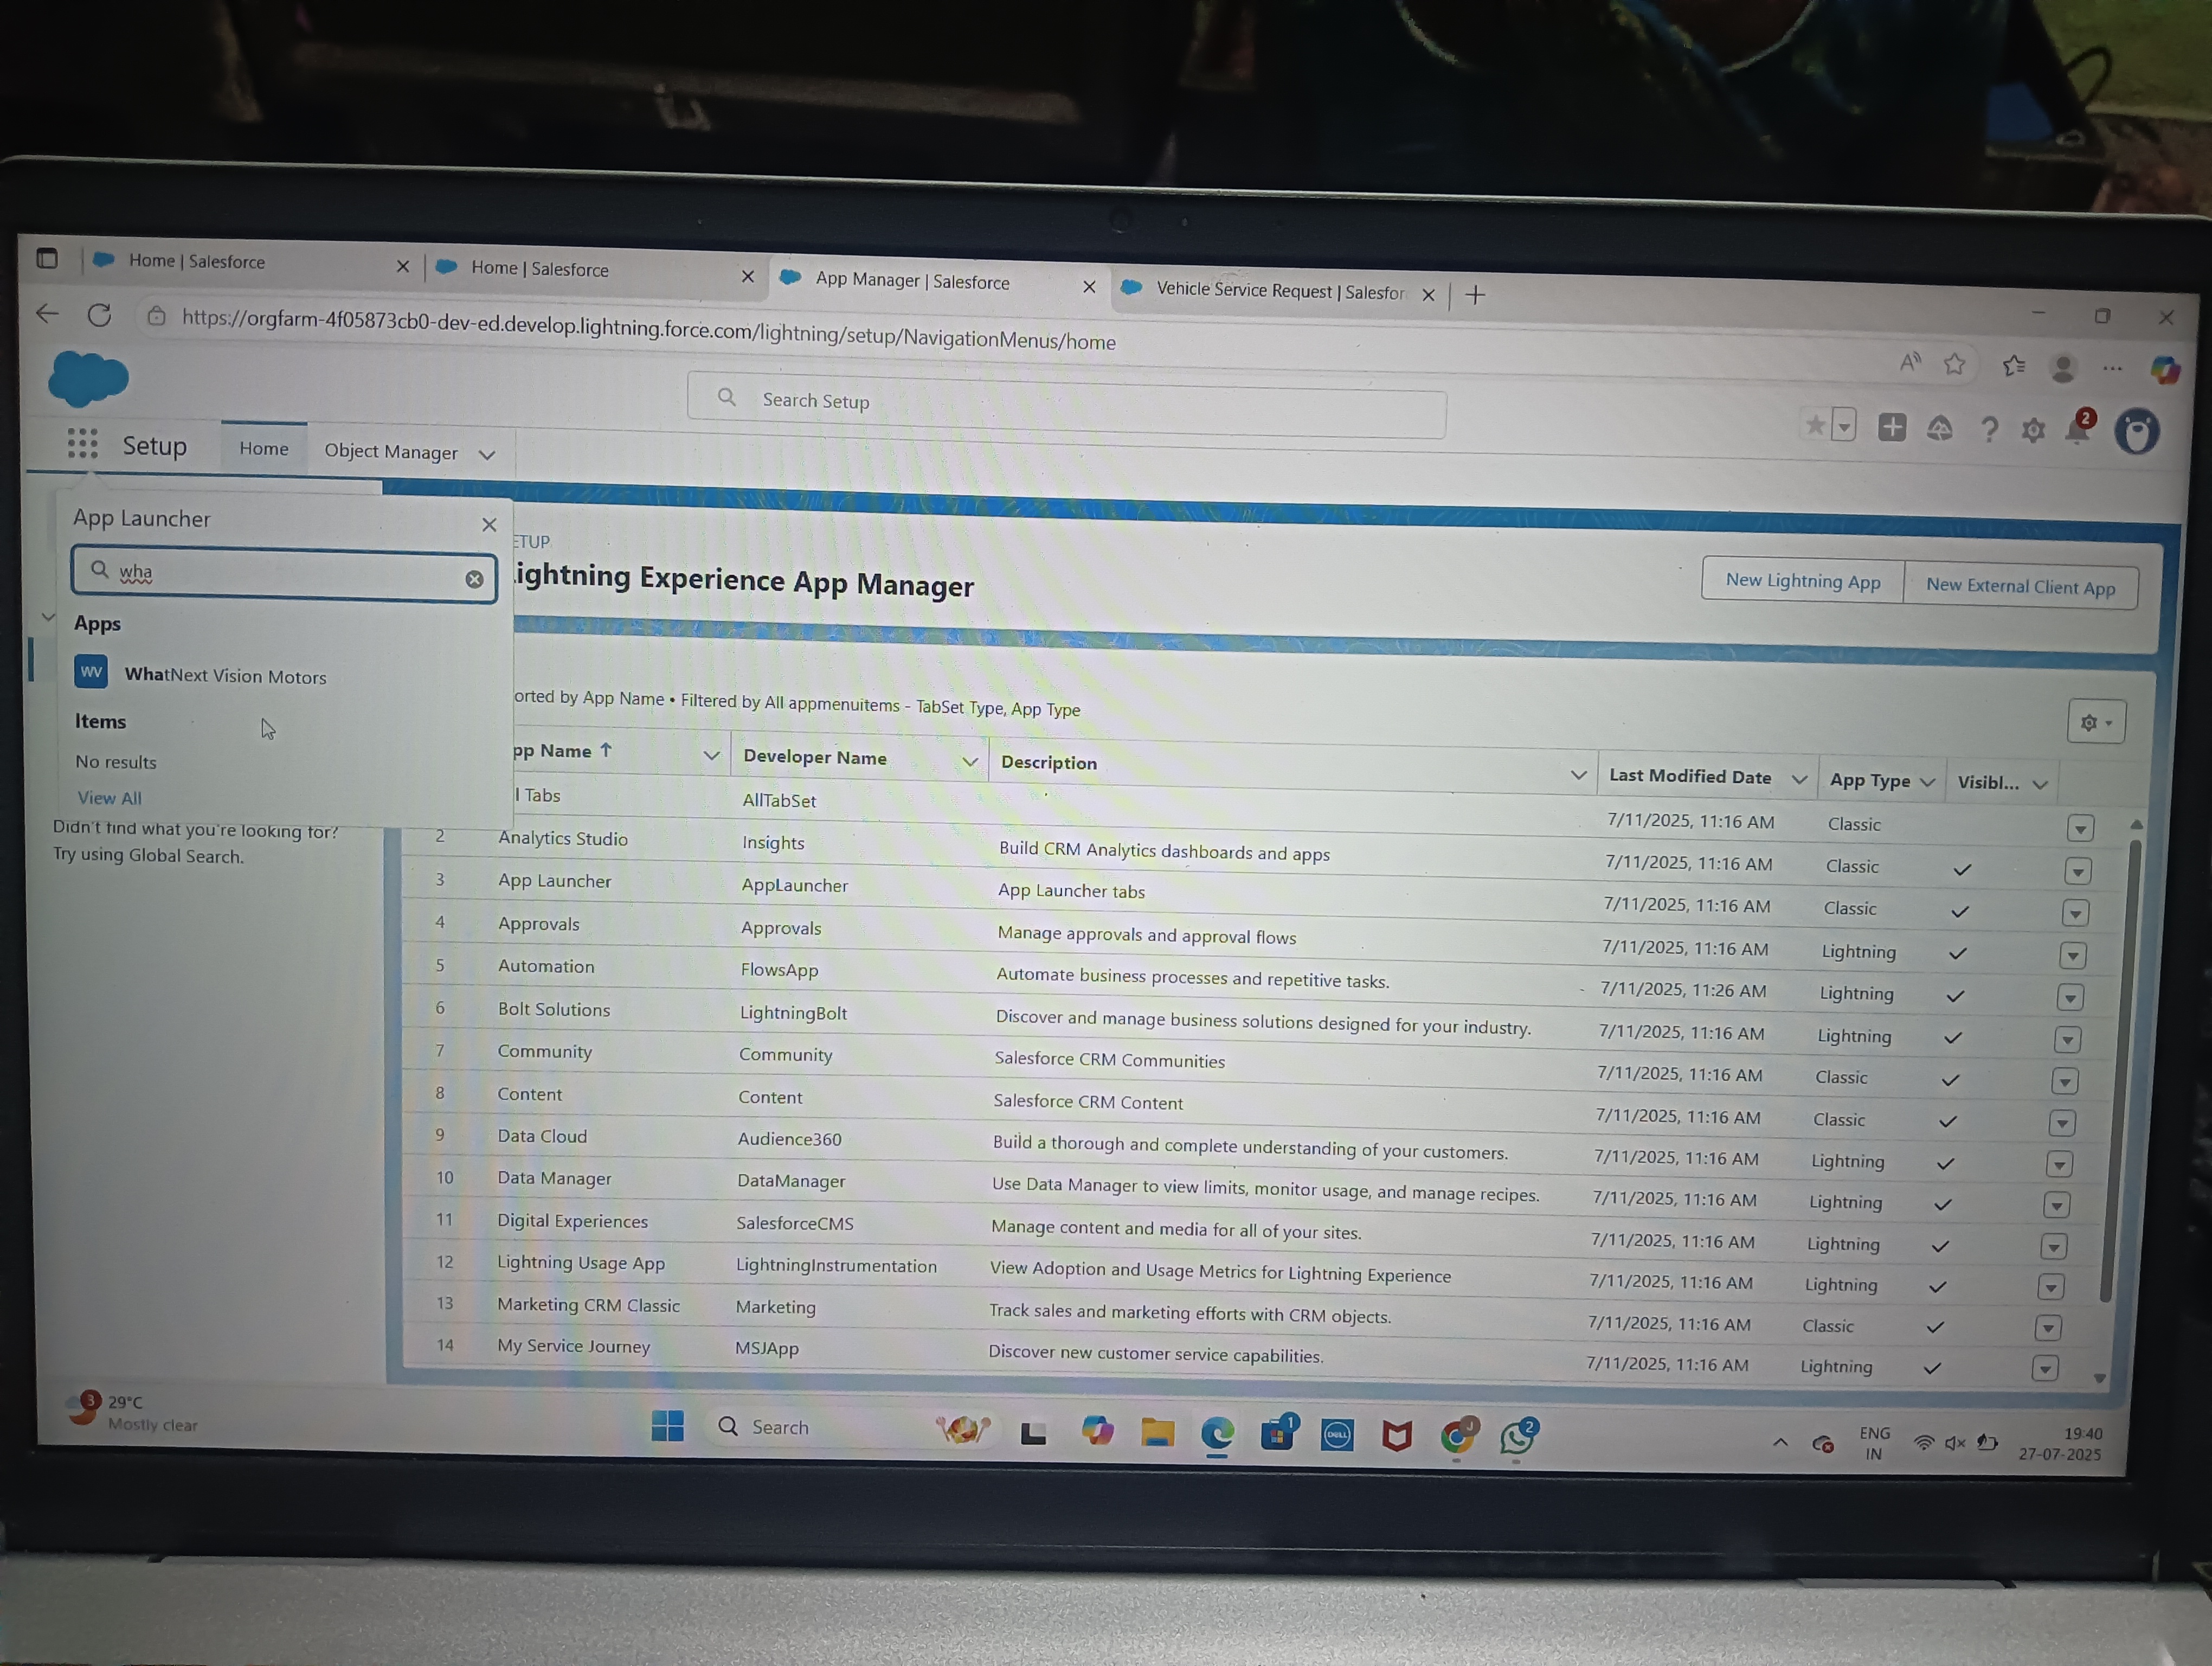 Home | Salesforce
Home | Salesforce
App Manager | Salesforce
Vehicle Service Request | Salesfor
https://orgfarm-4f05873cb0-dev-ed.develop.lightning.force.com/lightning/setup/NavigationMenus/home
Search Setup
2
Setup
Home
Object Manager
App Launcher
wha
Apps
WV WhatNext Vision Motors
Items
No results
View All
Didn't find what you're looking for?
Try using Global Search.
ETUP
ightning Experience App Manager
New Lightning App
New External Client App
orted by App Name • Filtered by All appmenuitems - TabSet Type, App Type
pp Name ↑ Developer Name Description Last Modified Date App Type Visibl...
l Tabs AllTabSet 7/11/2025, 11:16 AM Classic
2 Analytics Studio Insights Build CRM Analytics dashboards and apps 7/11/2025, 11:16 AM Classic
3 App Launcher AppLauncher App Launcher tabs 7/11/2025, 11:16 AM Classic
4 Approvals Approvals Manage approvals and approval flows 7/11/2025, 11:16 AM Lightning
5 Automation FlowsApp Automate business processes and repetitive tasks. 7/11/2025, 11:26 AM Lightning
6 Bolt Solutions LightningBolt Discover and manage business solutions designed for your industry. 7/11/2025, 11:16 AM Lightning
7 Community Community Salesforce CRM Communities 7/11/2025, 11:16 AM Classic
8 Content Content Salesforce CRM Content 7/11/2025, 11:16 AM Classic
9 Data Cloud Audience360 Build a thorough and complete understanding of your customers. 7/11/2025, 11:16 AM Lightning
10 Data Manager DataManager Use Data Manager to view limits, monitor usage, and manage recipes. 7/11/2025, 11:16 AM Lightning
11 Digital Experiences SalesforceCMS Manage content and media for all of your sites. 7/11/2025, 11:16 AM Lightning
12 Lightning Usage App LightningInstrumentation View Adoption and Usage Metrics for Lightning Experience 7/11/2025, 11:16 AM Lightning
13 Marketing CRM Classic Marketing Track sales and marketing efforts with CRM objects. 7/11/2025, 11:16 AM Classic
14 My Service Journey MSJApp Discover new customer service capabilities. 7/11/2025, 11:16 AM Lightning
3 29°C
Mostly clear
Search
1
DELL
J
2
ENG
IN
19:40
27-07-2025